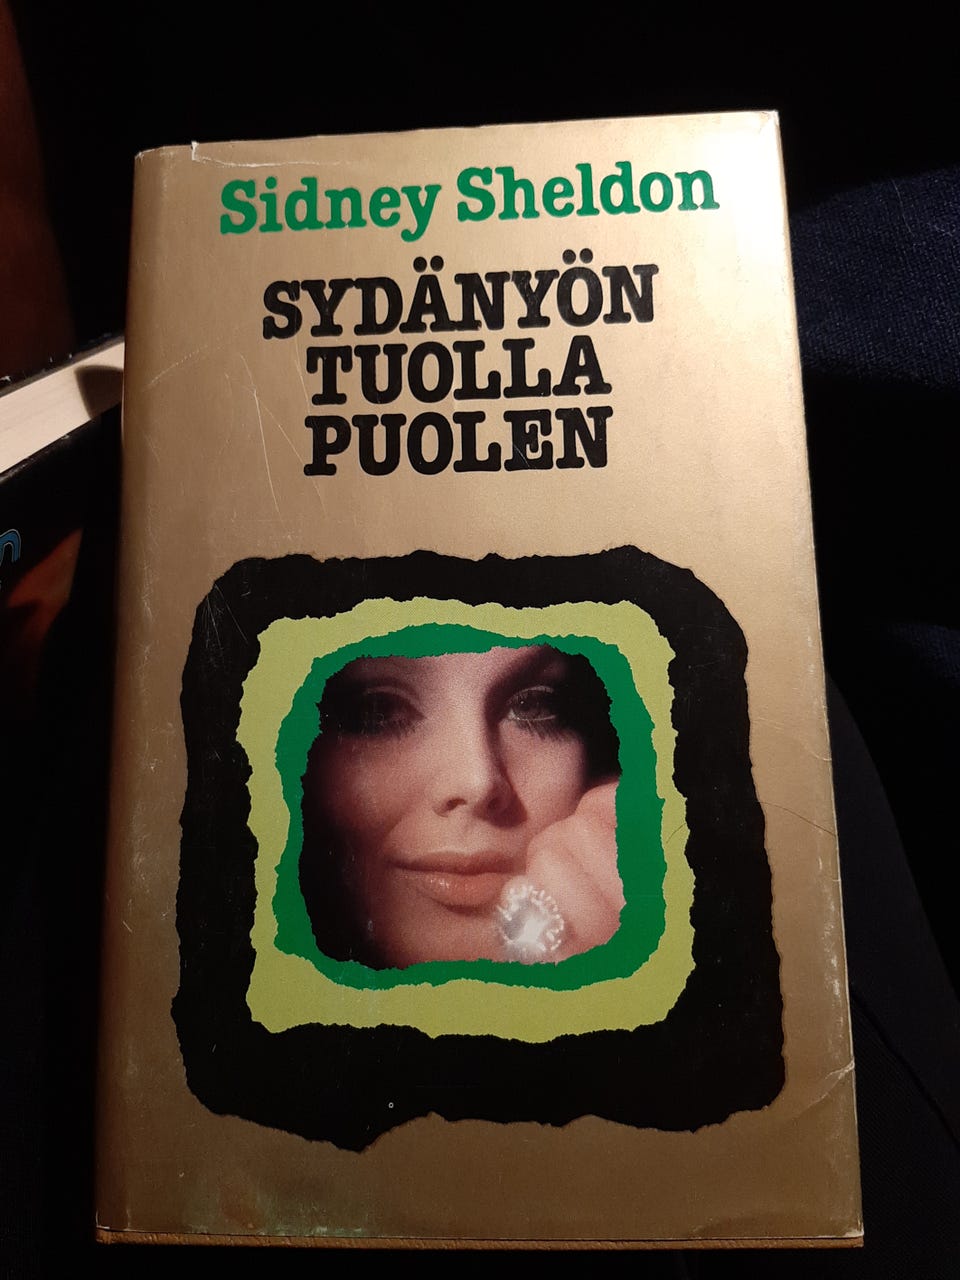 Sidney Sheldon
SYDÄNYÖN
TUOLLA
PUOLEN